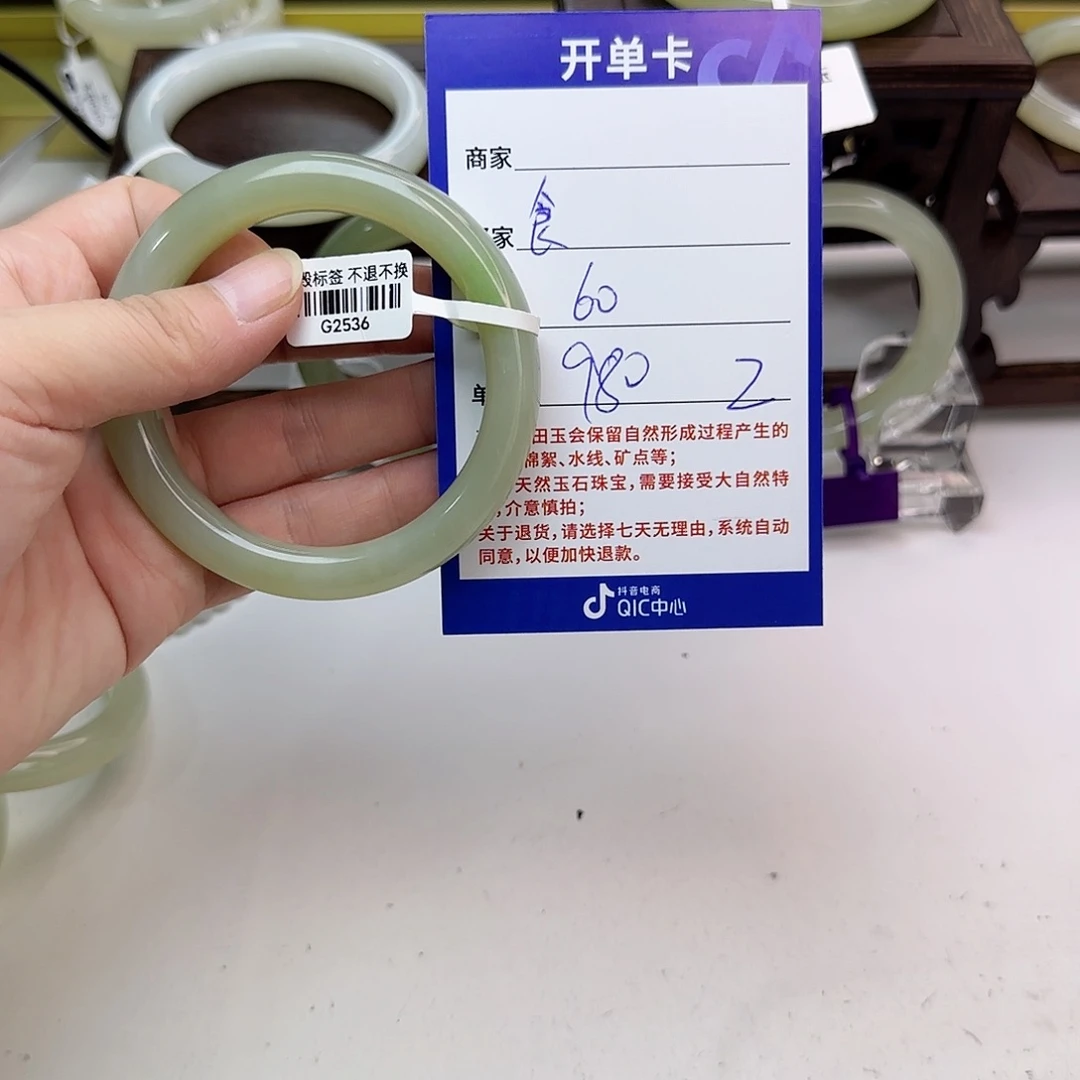 开单卡
商家
家 食
60
单 980 2
田玉会保留自然形成过程产生的
棉絮、水线、矿点等；
天然玉石珠宝，需要接受大自然特
，介意慎拍；
关于退货，请选择七天无理由，系统自动
同意，以便加快退款。
抖音电商
QIC中心
毁标签 不退不换
G2536